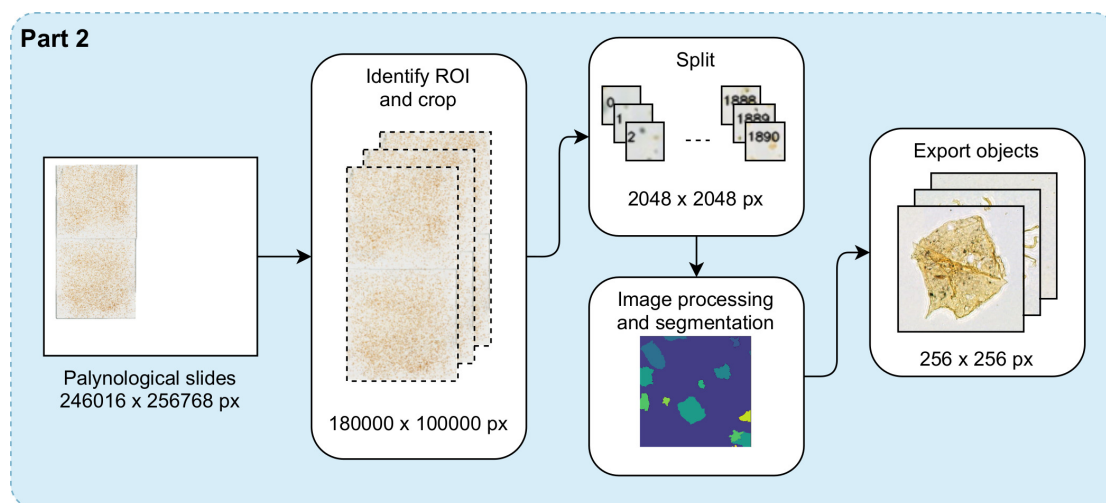 Part 2
Palynological slides
246016 x 256768 px
Identify ROI
and crop
180000 x 100000 px
Split
0
1
2
1888
1889
1890
2048 x 2048 px
Image processing
and segmentation
Export objects
256 x 256 px